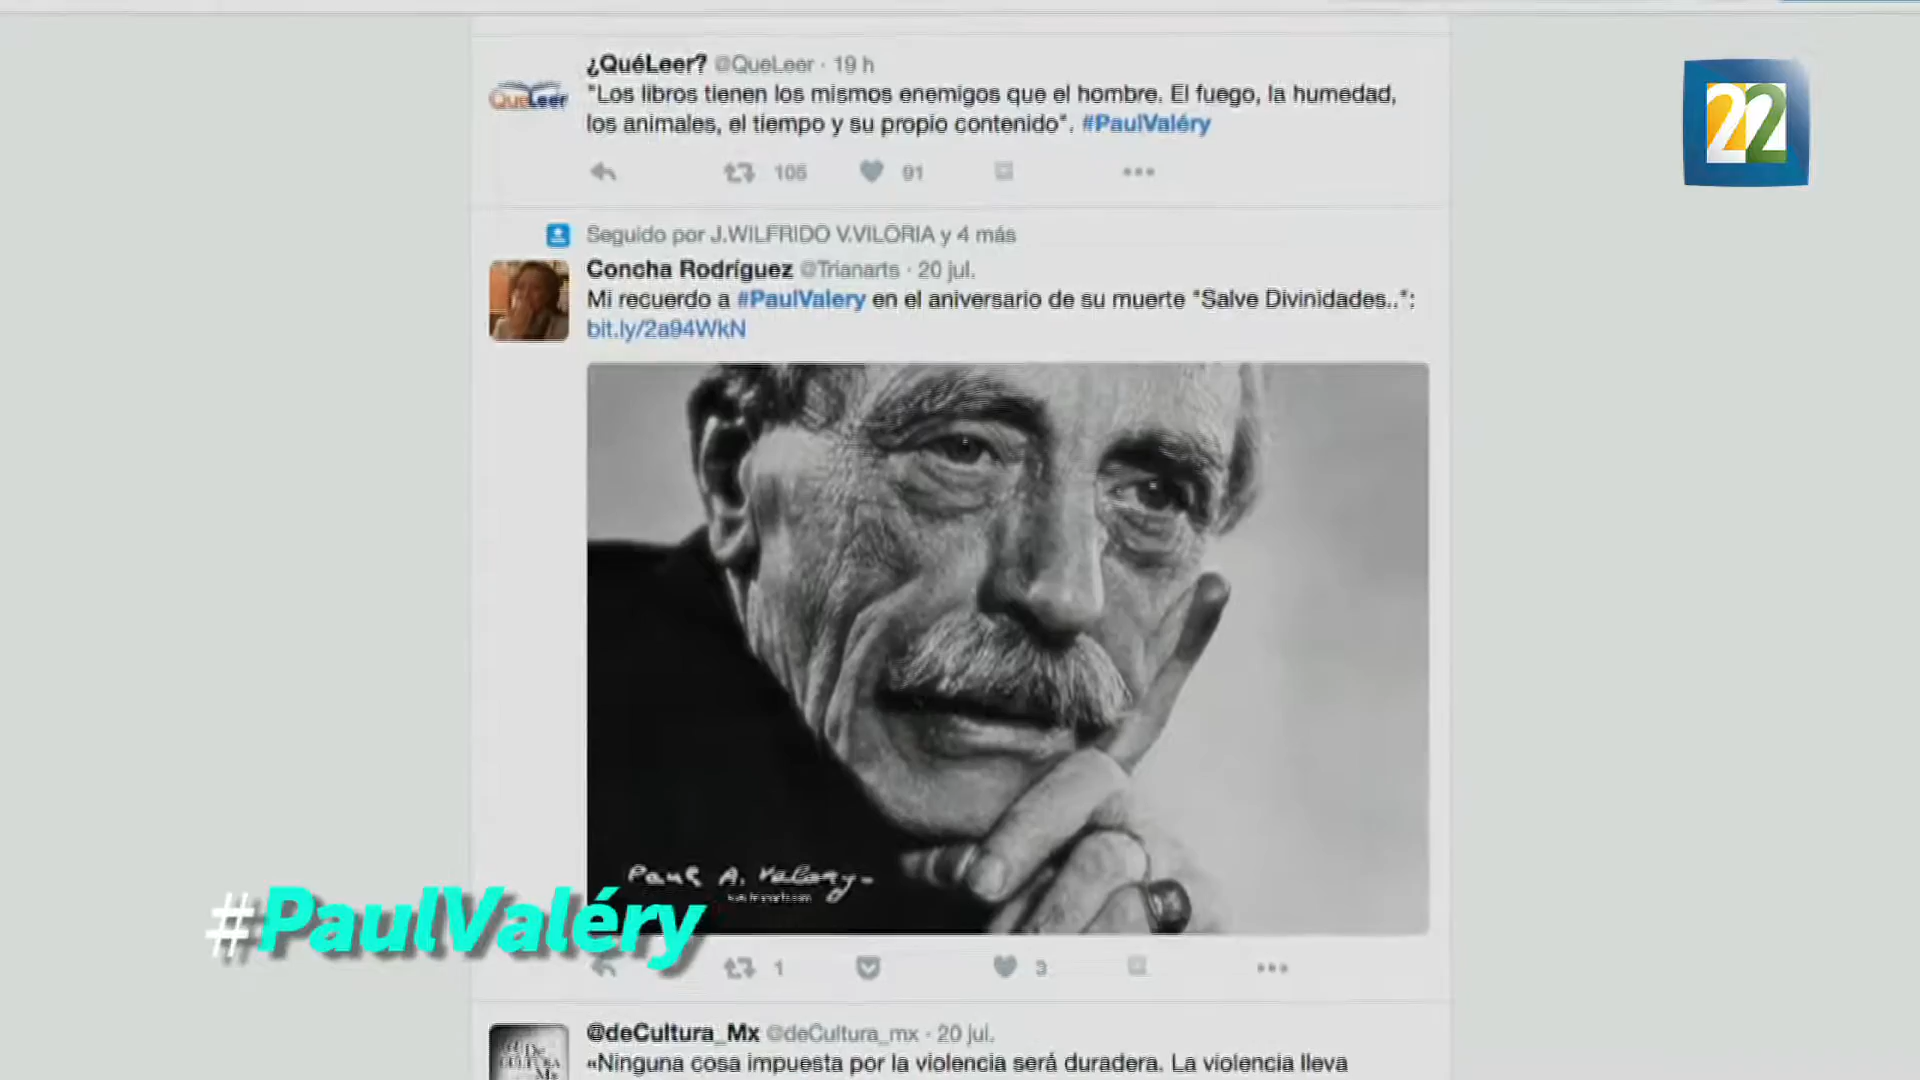 ¿QuéLeer? @QueLeer · 19 h
QuéLeer
"Los libros tienen los mismos enemigos que el hombre. El fuego, la humedad,
los animales, el tiempo y su propio contenido". #PaulValéry
105 91
22
Seguido por J.WILFRIDO V.VILORIA y 4 más
Concha Rodríguez @Trianarts · 20 jul.
Mi recuerdo a #PaulValery en el aniversario de su muerte "Salve Divinidades..":
bit.ly/2a94WkN
Paul A. Valery-
#PaulValéry
1 3
@deCultura_Mx @deCultura_mx · 20 jul.
«Ninguna cosa impuesta por la violencia será duradera. La violencia lleva